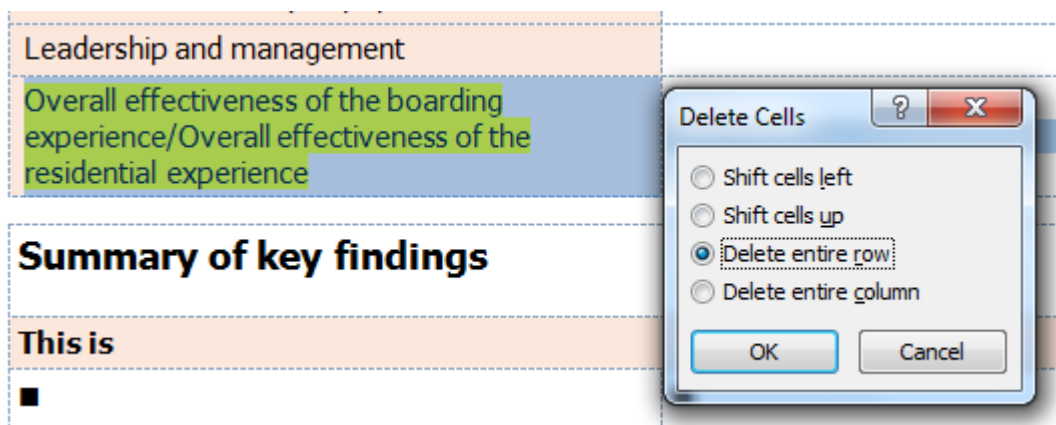 Leadership and management
Overall effectiveness of the boarding
experience/Overall effectiveness of the
residential experience
Summary of key findings
This is
■
Delete Cells
?
X
Shift cells left
Shift cells up
Delete entire row
Delete entire column
OK
Cancel